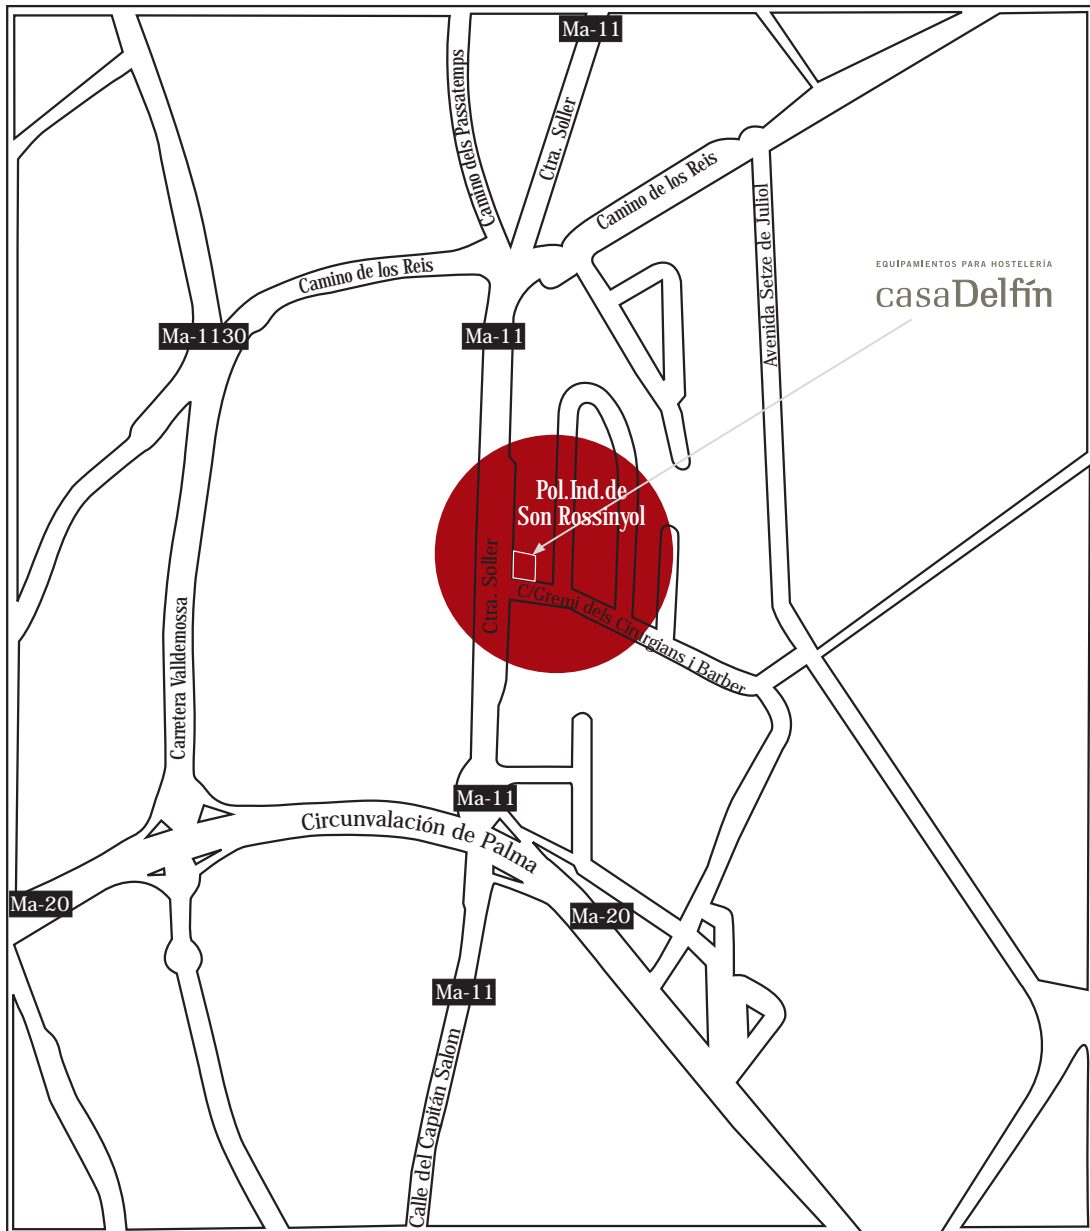 Ma-11
Camino dels Passatemps
Ctra. Soller
Camino de los Reis
Avenida Setze de Juliol
EQUIPAMIENTOS PARA HOSTELERÍA
casaDelfín
Camino de los Reis
Ma-1130
Ma-11
Pol.Ind.de
Son Rossinyol
Ctra. Soller
C/Gremi dels Cirurgians i Barber
Carretera Valldemossa
Ma-11
Circunvalación de Palma
Ma-20
Ma-20
Ma-11
Calle del Capitán Salom